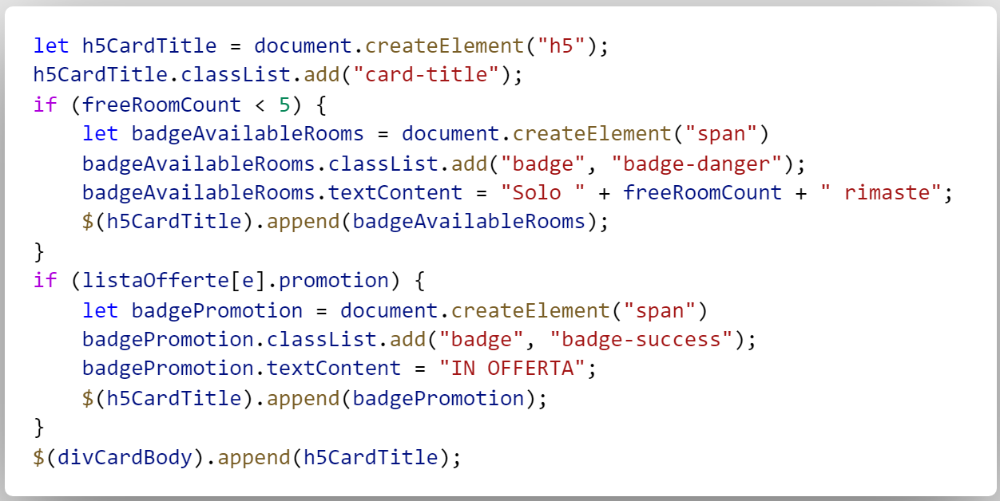 let h5CardTitle = document.createElement("h5");
h5CardTitle.classList.add("card-title");
if (freeRoomCount < 5) {
    let badgeAvailableRooms = document.createElement("span")
    badgeAvailableRooms.classList.add("badge", "badge-danger");
    badgeAvailableRooms.textContent = "Solo " + freeRoomCount + " rimaste";
    $(h5CardTitle).append(badgeAvailableRooms);
}
if (listaOfferte[e].promotion) {
    let badgePromotion = document.createElement("span")
    badgePromotion.classList.add("badge", "badge-success");
    badgePromotion.textContent = "IN OFFERTA";
    $(h5CardTitle).append(badgePromotion);
}
$(divCardBody).append(h5CardTitle);